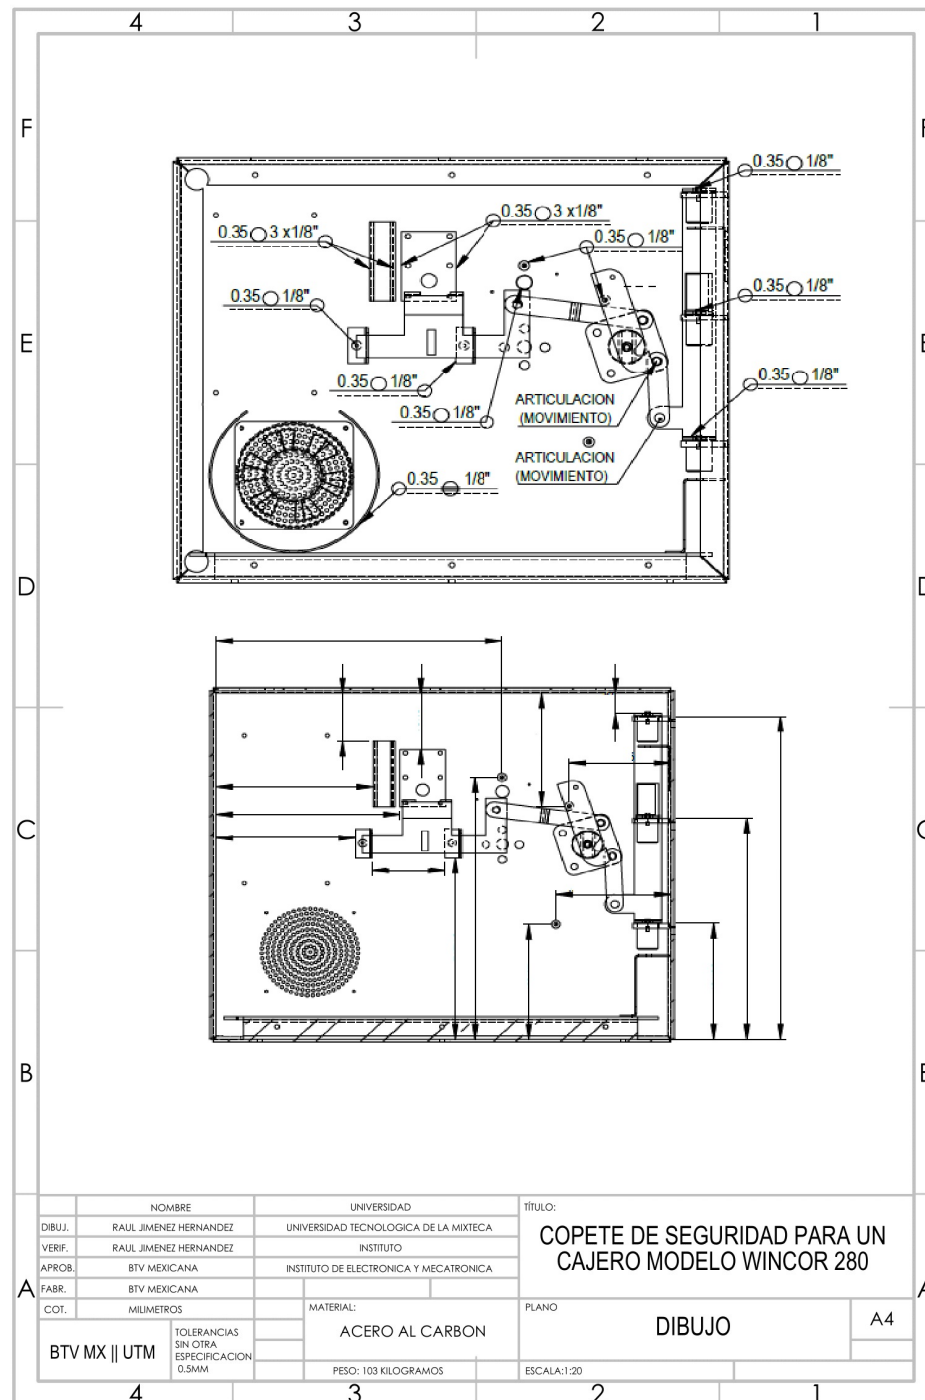 4 3 2 1
F
F
0.35 1/8"
0.35 3 x1/8"
0.35 3 x1/8"
0.35 1/8"
0.35 1/8"
0.35 1/8"
E
E
0.35 1/8"
0.35 1/8"
ARTICULACION
(MOVIMIENTO)
0.35 1/8"
ARTICULACION
(MOVIMIENTO)
0.35 1/8"
D
D
C
C
B
B
NOMBRE
UNIVERSIDAD
TÍTULO:
DIBUJ.
RAUL JIMENEZ HERNANDEZ
UNIVERSIDAD TECNOLOGICA DE LA MIXTECA
COPETE DE SEGURIDAD PARA UN
CAJERO MODELO WINCOR 280
VERIF.
RAUL JIMENEZ HERNANDEZ
INSTITUTO
APROB.
BTV MEXICANA
INSTITUTO DE ELECTRONICA Y MECATRONICA
A
A
FABR.
BTV MEXICANA
COT.
MILIMETROS
MATERIAL:
ACERO AL CARBON
PLANO
DIBUJO
A4
BTV MX || UTM
TOLERANCIAS
SIN OTRA
ESPECIFICACION
0.5MM
PESO: 103 KILOGRAMOS
ESCALA:1:20
4 3 2 1